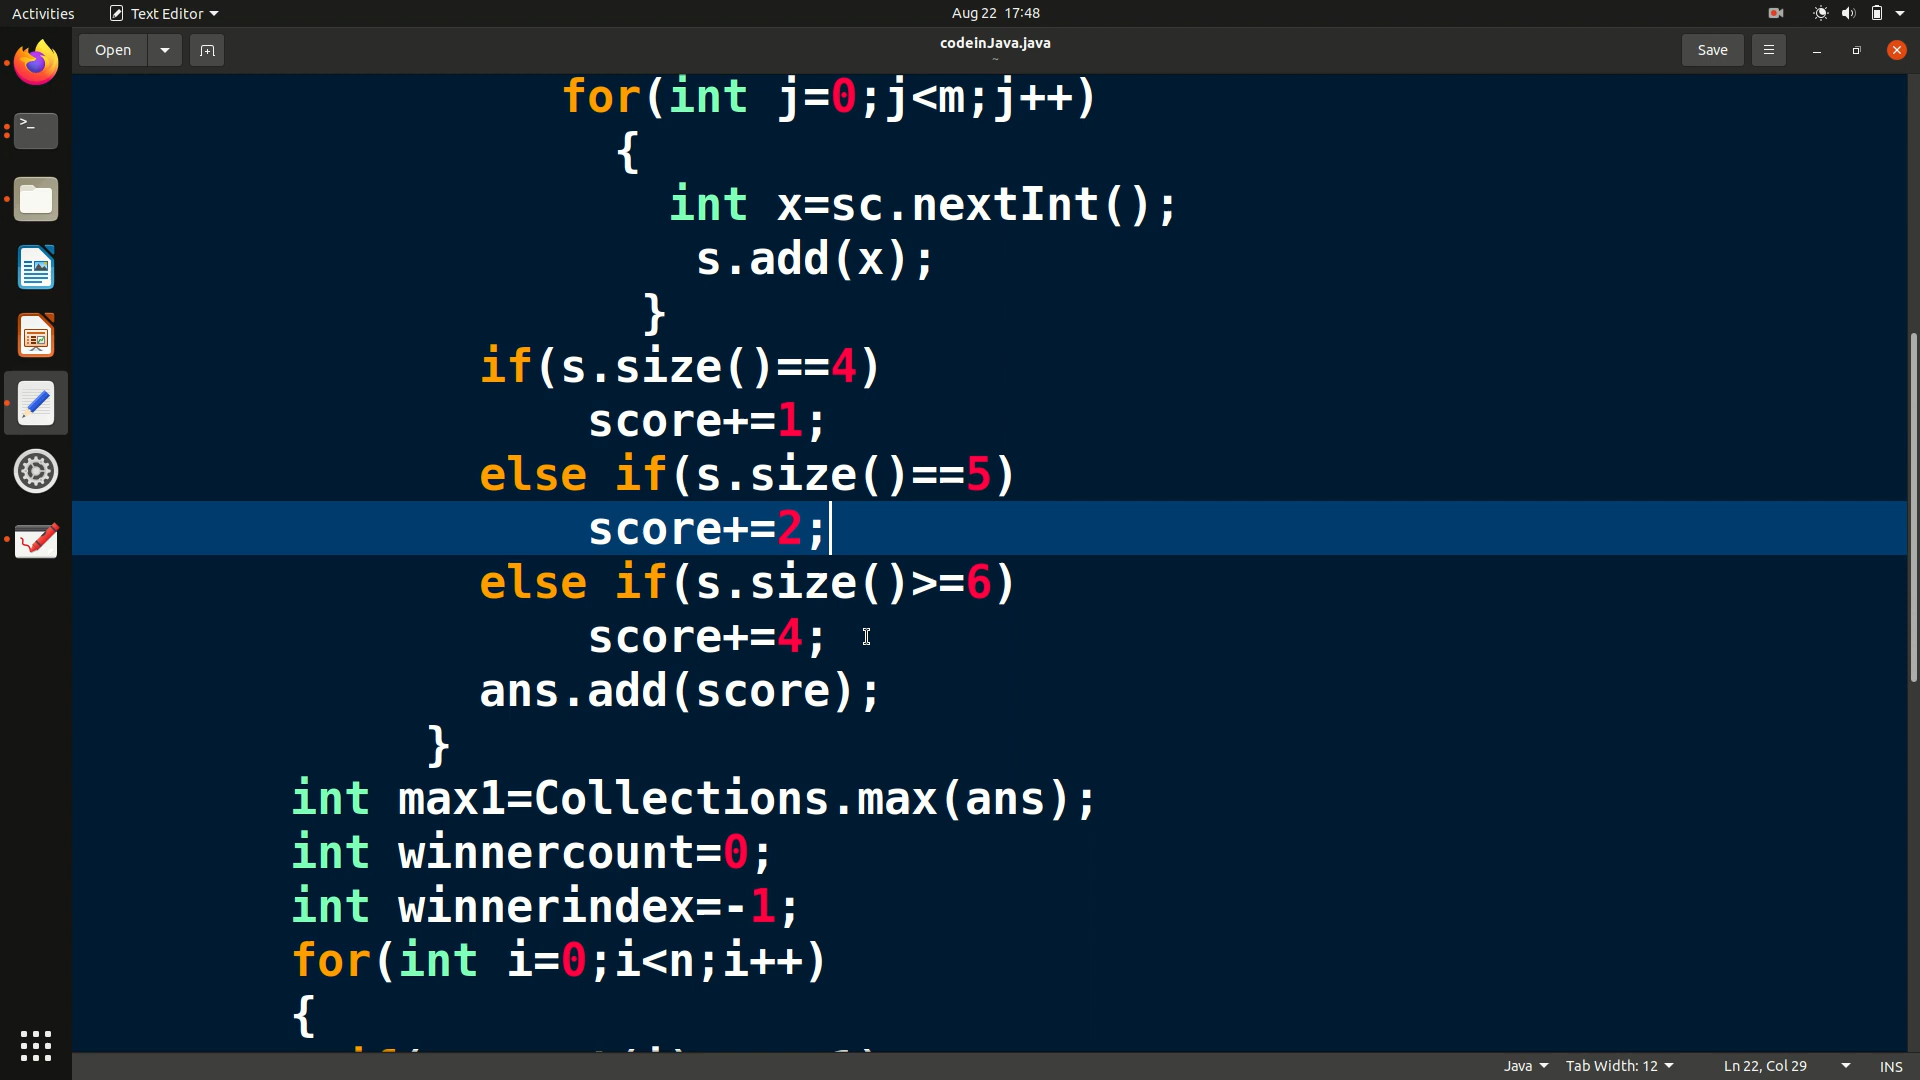 Activities
Text Editor
Aug 22 17:48
Open
codeinJava.java
~
Save
for(int j=0;j<m;j++)
{
int x=sc.nextInt();
s.add(x);
}
if(s.size()==4)
score+=1;
else if(s.size()==5)
score+=2;
else if(s.size()>=6)
score+=4;
ans.add(score);
}
int max1=Collections.max(ans);
int winnercount=0;
int winnerindex=-1;
for(int i=0;i<n;i++)
{
Java
Tab Width: 12
Ln 22, Col 29
INS